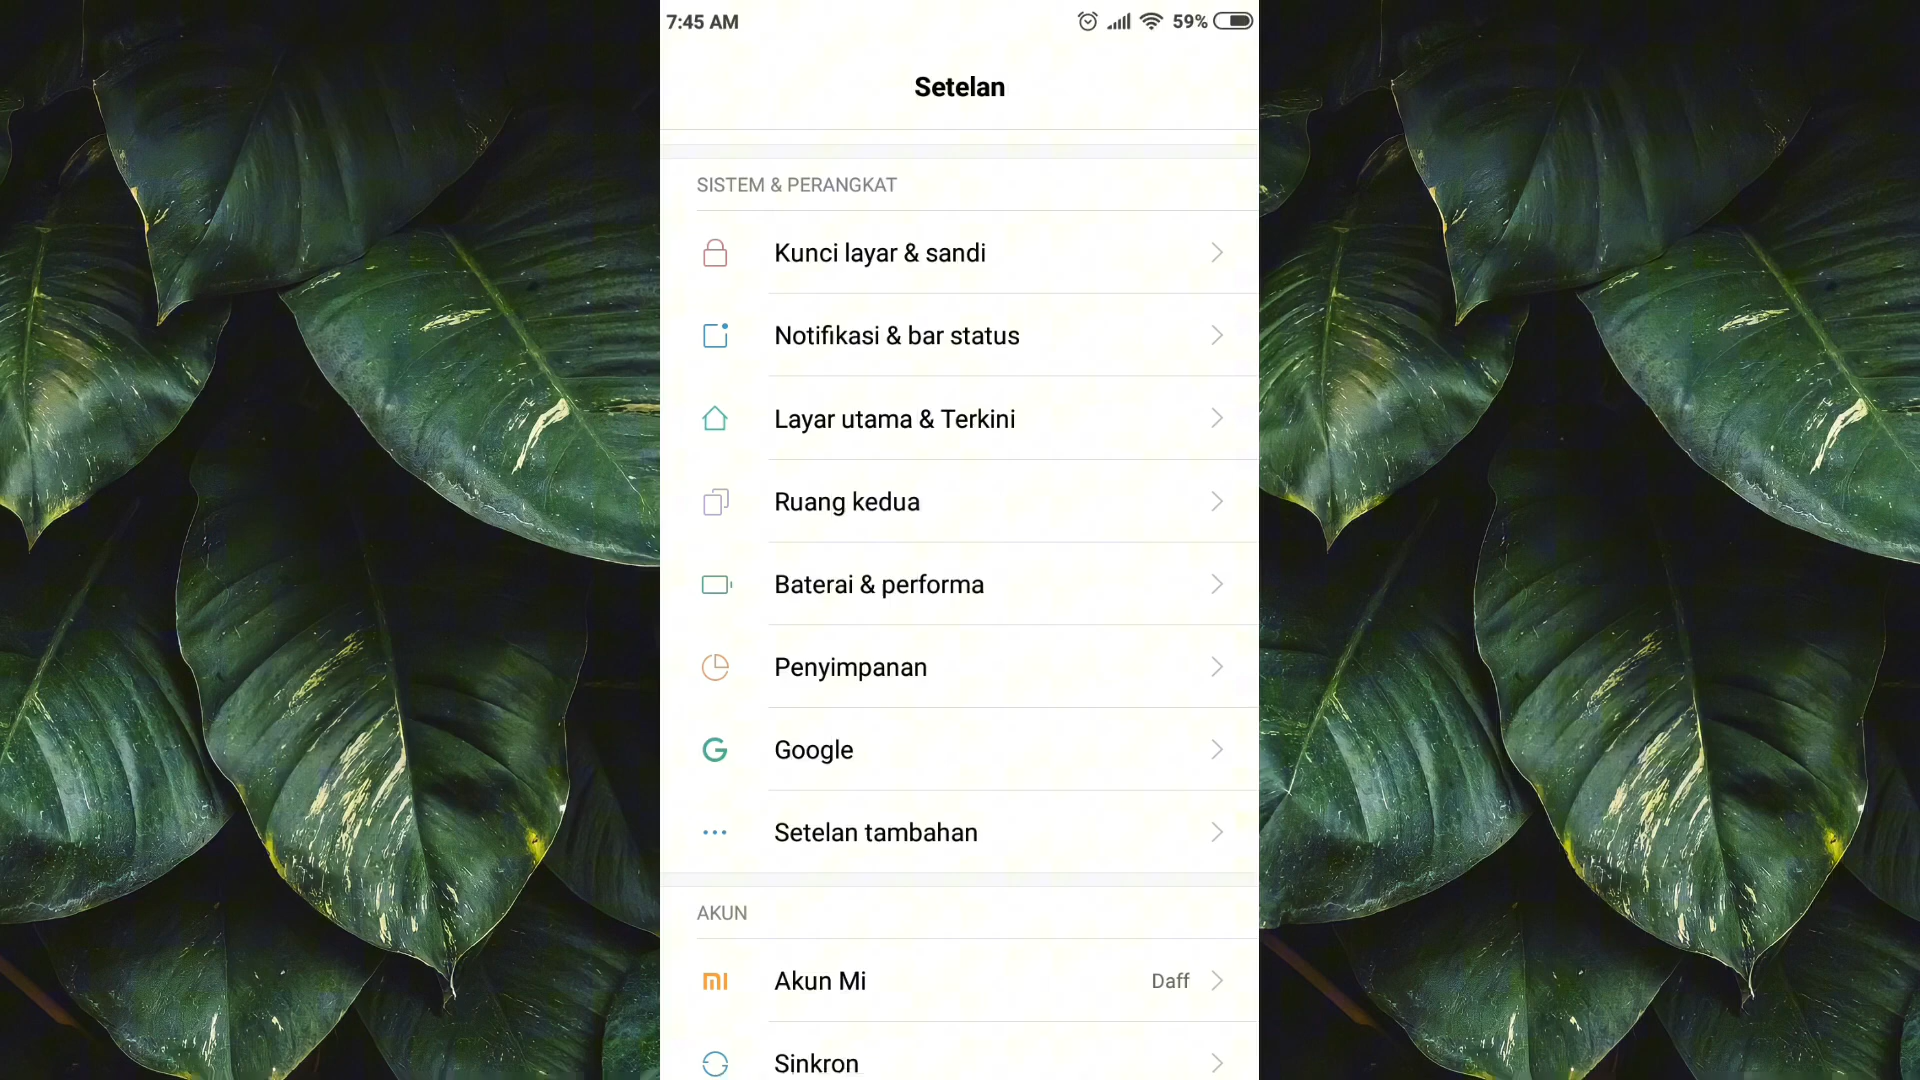 7:45 AM 59%
Setelan
SISTEM & PERANGKAT
Kunci layar & sandi
Notifikasi & bar status
Layar utama & Terkini
Ruang kedua
Baterai & performa
Penyimpanan
Google
Setelan tambahan
AKUN
Akun Mi Daff
Sinkron